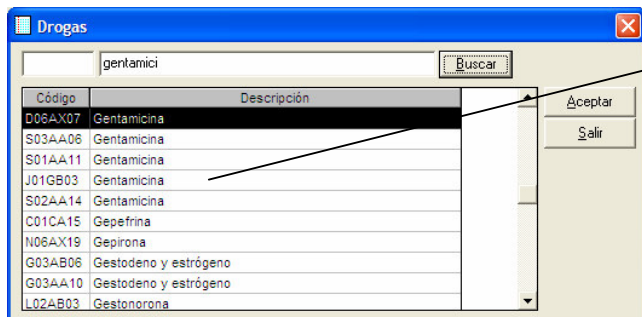 Drogas
gentamici Buscar
Código Descripción
Aceptar
D06AX07 Gentamicina
S03AA06 Gentamicina
Salir
S01AA11 Gentamicina
J01GB03 Gentamicina
S02AA14 Gentamicina
C01CA15 Gepefrina
N06AX19 Gepirona
G03AB06 Gestodeno y estrógeno
G03AA10 Gestodeno y estrógeno
L02AB03 Gestonorona